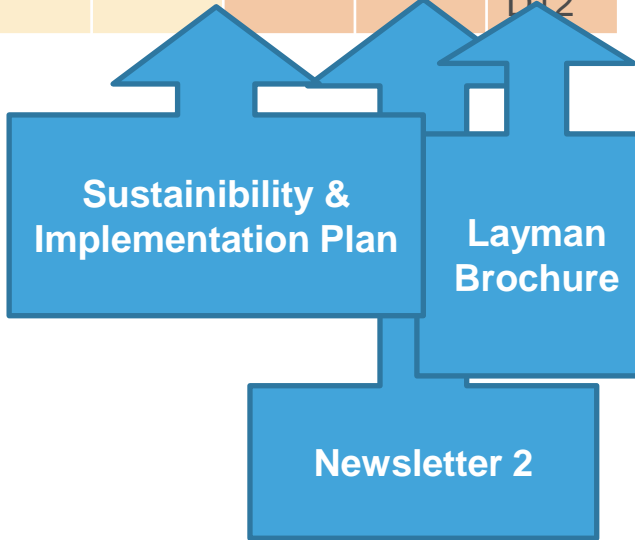 Sustainibility &
Implementation Plan
Layman
Brochure
Newsletter 2